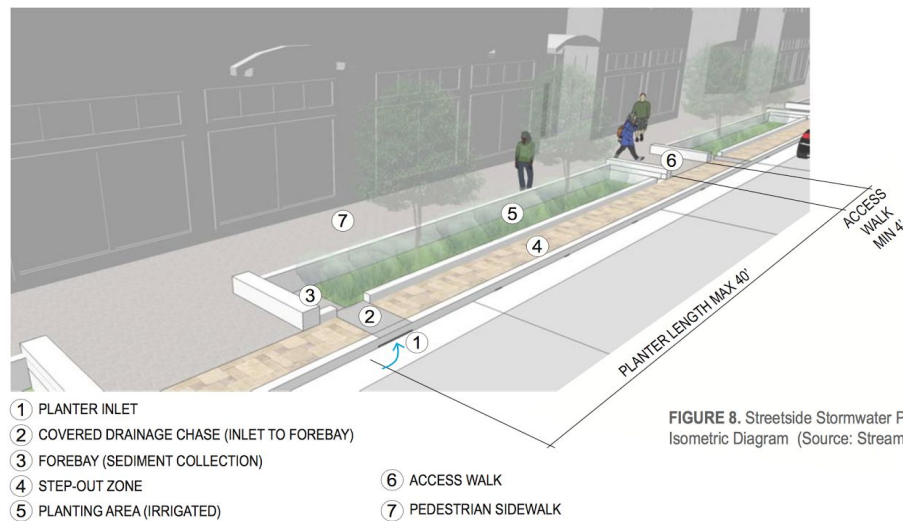 7
6
5
4
3
2
1
ACCESS
WALK
MIN 4'
PLANTER LENGTH MAX 40'
1 PLANTER INLET
2 COVERED DRAINAGE CHASE (INLET TO FOREBAY)
3 FOREBAY (SEDIMENT COLLECTION)
4 STEP-OUT ZONE
5 PLANTING AREA (IRRIGATED)
6 ACCESS WALK
7 PEDESTRIAN SIDEWALK
FIGURE 8. Streetside Stormwater P
Isometric Diagram (Source: Stream